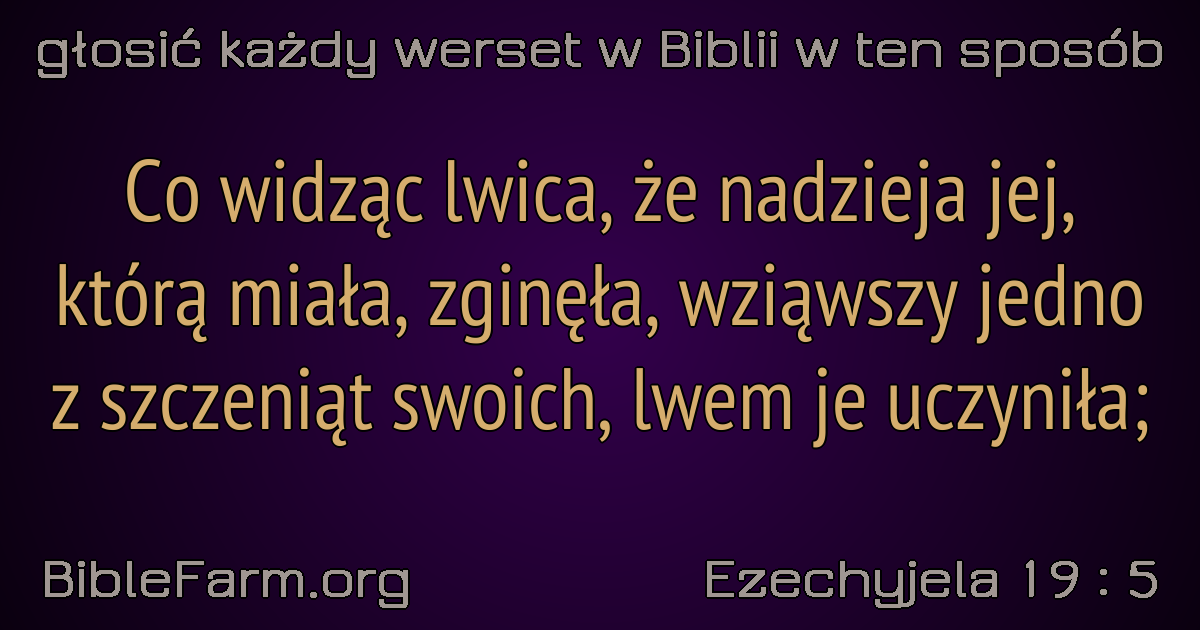 głosić każdy werset w Biblii w ten sposób
Co widząc lwica, że nadzieja jej,
którą miała, zginęła, wziąwszy jedno
z szczeniąt swoich, lwem je uczyniła;
BibleFarm.org
Ezechyjela 19 : 5